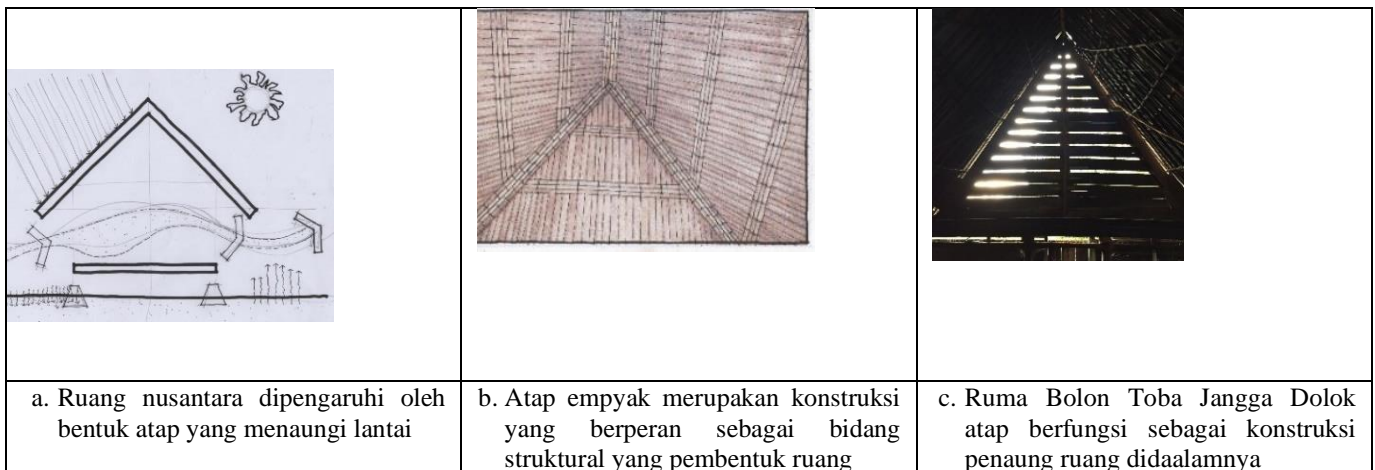 a. Ruang nusantara dipengaruhi oleh
bentuk atap yang menaungi lantai
b. Atap empyak merupakan konstruksi
yang berperan sebagai bidang
struktural yang pembentuk ruang
c. Ruma Bolon Toba Jangga Dolok
atap berfungsi sebagai konstruksi
penaung ruang didaalamnya